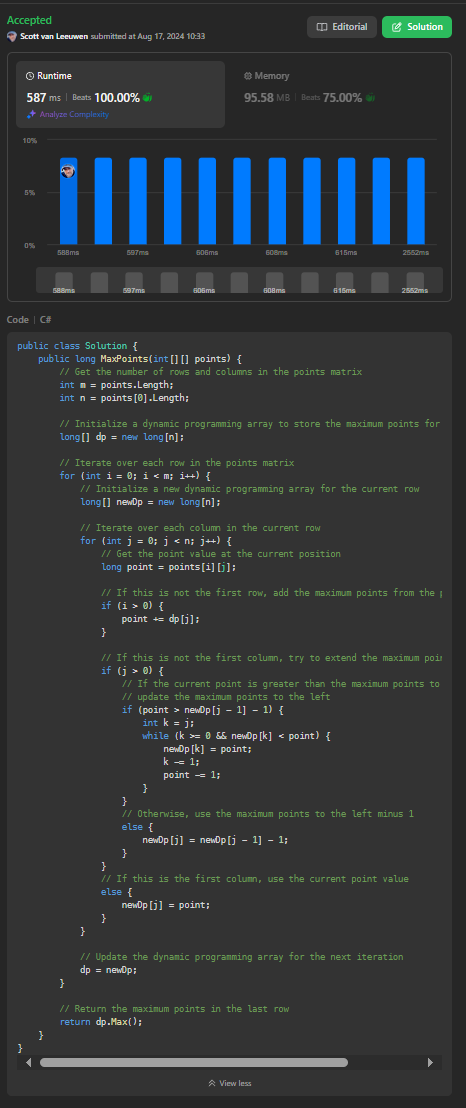 Accepted
Scott van Leeuwen submitted at Aug 17, 2024 10:33
Editorial
Solution
Runtime
587 ms | Beats 100.00%
Analyze Complexity
Memory
95.58 MB | Beats 75.00%
10%
5%
0%
588ms 597ms 606ms 608ms 615ms 2552ms
588ms 597ms 606ms 608ms 615ms 2552ms
Code | C#
public class Solution {
    public long MaxPoints(int[][] points) {
        // Get the number of rows and columns in the points matrix
        int m = points.Length;
        int n = points[0].Length;

        // Initialize a dynamic programming array to store the maximum points for
        long[] dp = new long[n];

        // Iterate over each row in the points matrix
        for (int i = 0; i < m; i++) {
            // Initialize a new dynamic programming array for the current row
            long[] newDp = new long[n];

            // Iterate over each column in the current row
            for (int j = 0; j < n; j++) {
                // Get the point value at the current position
                long point = points[i][j];

                // If this is not the first row, add the maximum points from the
                if (i > 0) {
                    point += dp[j];
                }

                // If this is not the first column, try to extend the maximum
                if (j > 0) {
                    // If the current point is greater than the maximum points to
                    // update the maximum points to the left
                    if (point > newDp[j - 1] - 1) {
                        int k = j;
                        while (k >= 0 && newDp[k] < point) {
                            newDp[k] = point;
                            k -= 1;
                            point -= 1;
                        }
                    }
                    // Otherwise, use the maximum points to the left minus 1
                    else {
                        newDp[j] = newDp[j - 1] - 1;
                    }
                }
                // If this is the first column, use the current point value
                else {
                    newDp[j] = point;
                }
            }

            // Update the dynamic programming array for the next iteration
            dp = newDp;
        }

        // Return the maximum points in the last row
        return dp.Max();
    }
}
View less